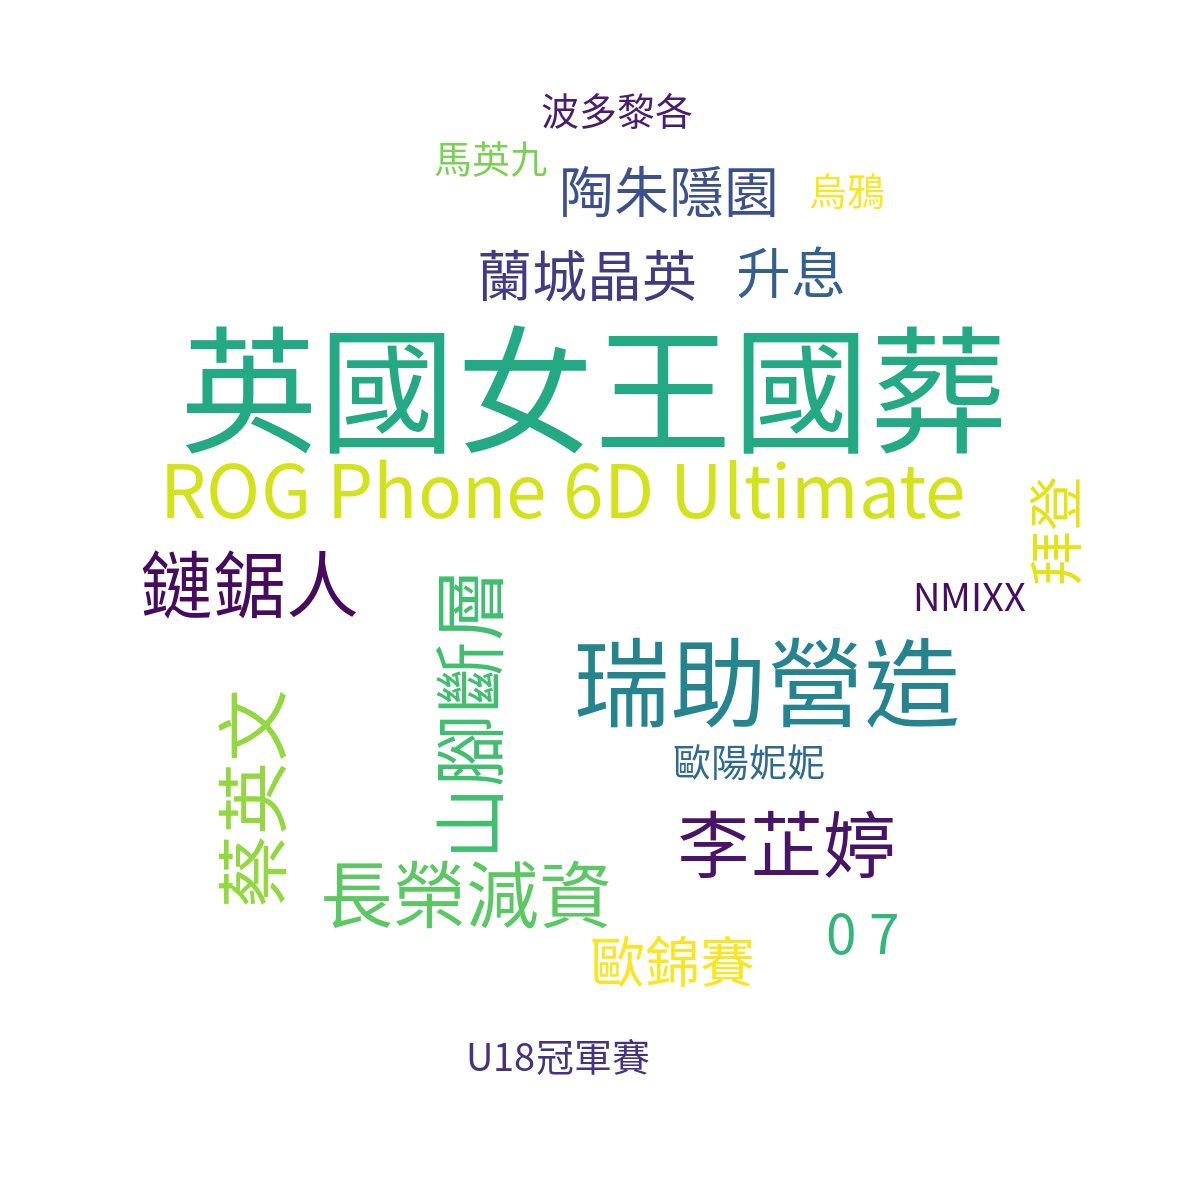 波多黎各
馬英九
陶朱隱園
烏鴉
蘭城晶英
升息
英國女王國葬
ROG Phone 6D Ultimate
拜登
鏈鋸人
NMIXX
山腳斷層
瑞助營造
蔡英文
歐陽妮妮
李芷婷
長榮減資
0 7
歐錦賽
U18冠軍賽